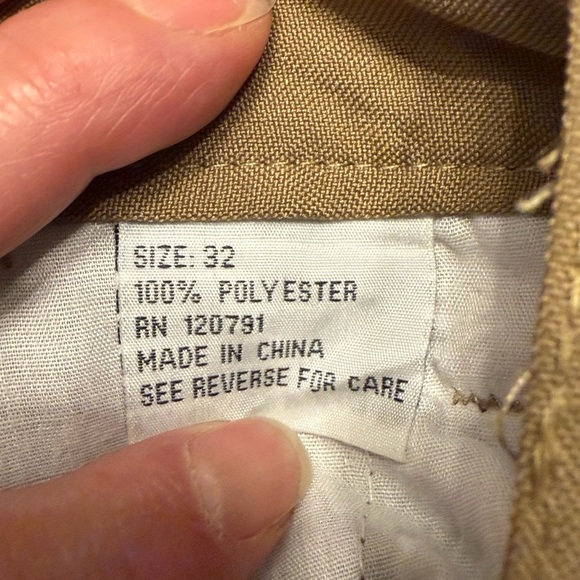 SIZE: 32
100% POLYESTER
RN 120791
MADE IN CHINA
SEE REVERSE FOR CARE